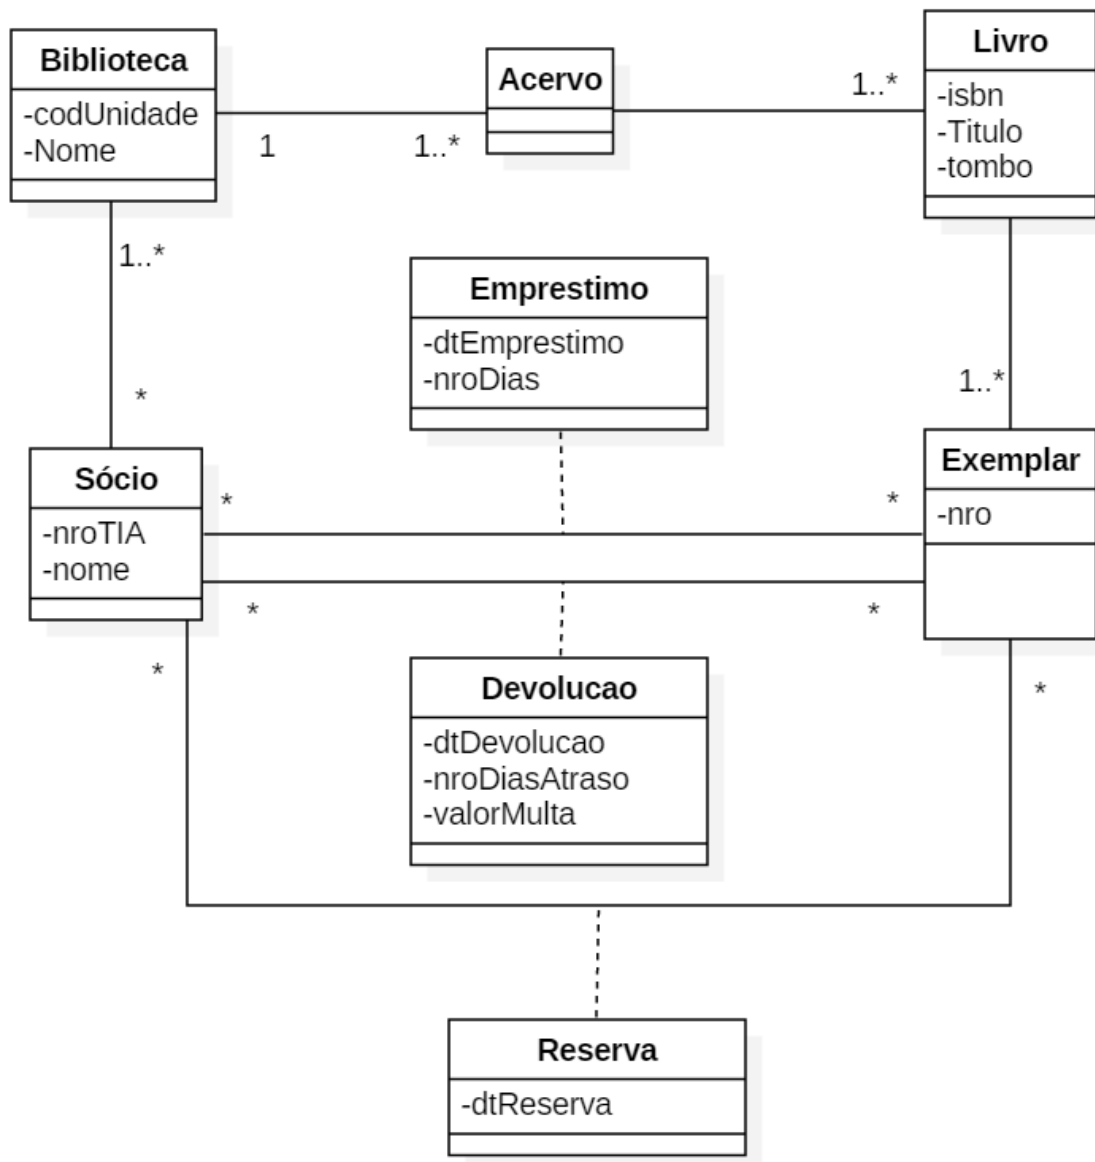 Biblioteca
-codUnidade
-Nome
1
1..*
Acervo
1..*
Livro
-isbn
-Titulo
-tombo
1..*
*
Emprestimo
-dtEmprestimo
-nroDias
1..*
Sócio
-nroTIA
-nome
*
*
Exemplar
-nro
*
*
*
*
Devolucao
-dtDevolucao
-nroDiasAtraso
-valorMulta
Reserva
-dtReserva